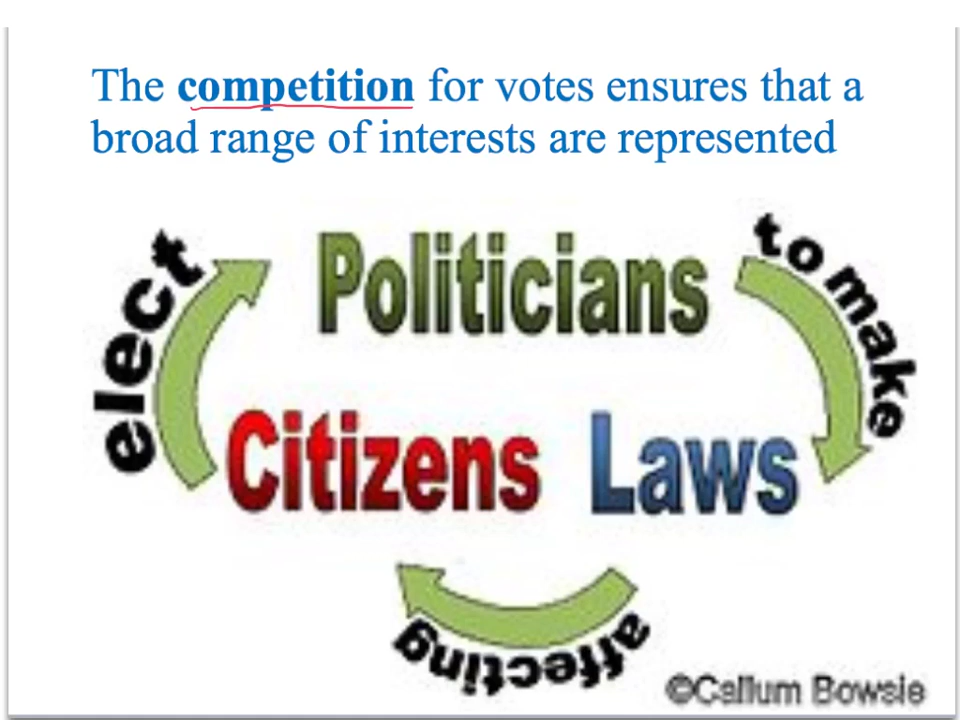 The competition for votes ensures that a
broad range of interests are represented
elect
Politicians
to make
Citizens
Laws
affecting
©Callum Bowsie